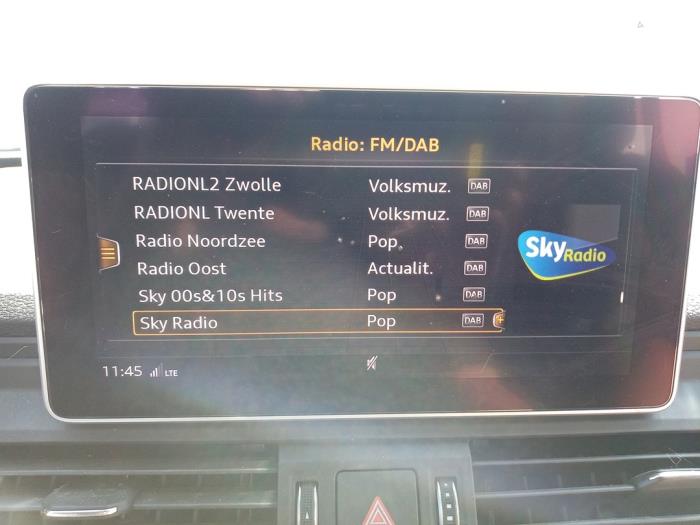 Radio: FM/DAB
RADIONL2 Zwolle Volksmuz. DAB
RADIONL Twente Volksmuz. DAB
Radio Noordzee Pop DAB
Radio Oost Actualit. DAB
Sky 00s&10s Hits Pop DAB
Sky Radio Pop DAB
Sky Radio
11:45 LTE